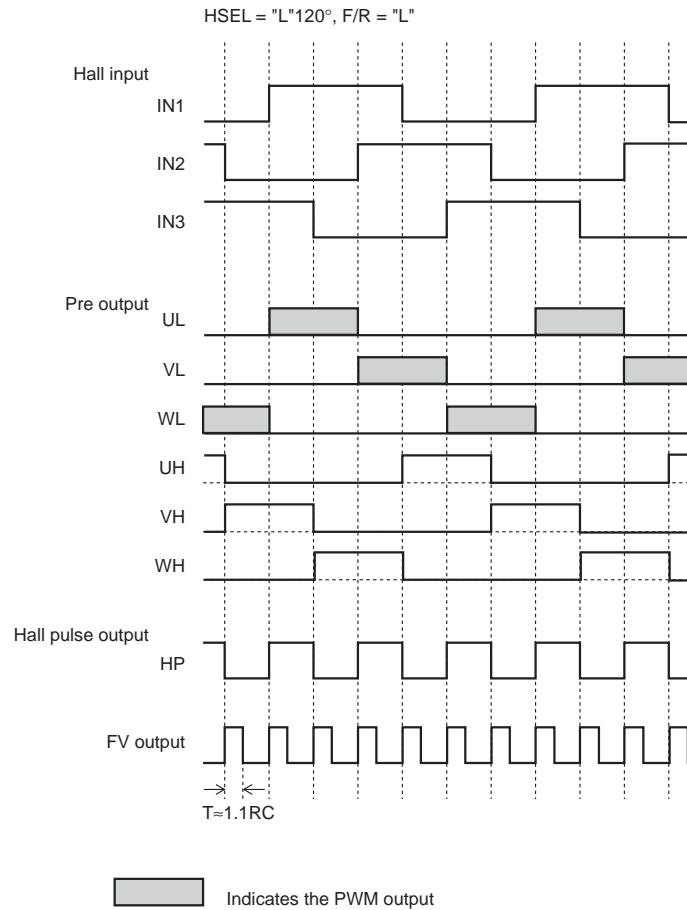 HSEL = "L"120°, F/R = "L"
Hall input
IN1
IN2
IN3
Pre output
UL
VL
WL
UH
VH
WH
Hall pulse output
HP
FV output
T≈1.1RC
Indicates the PWM output